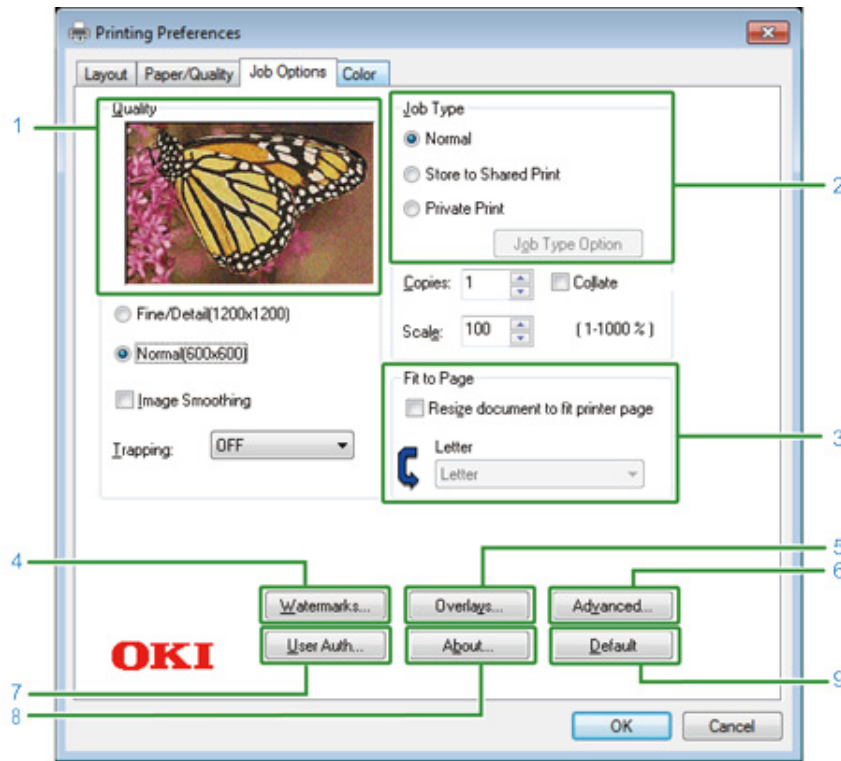 Printing Preferences
Layout Paper/Quality Job Options Color
1
Quality
Fine/Detail(1200x1200)
Normal(600x600)
Image Smoothing
Trapping: OFF
Job Type
Normal
Store to Shared Print
Private Print
Job Type Option
2
Copies: 1 Collate
Scale: 100 (1-1000 %)
Fit to Page
Resize document to fit printer page
Letter
Letter
3
4
5
6
Watermarks... Overlays... Advanced...
OKI
User Auth... About... Default
7
8
9
OK Cancel